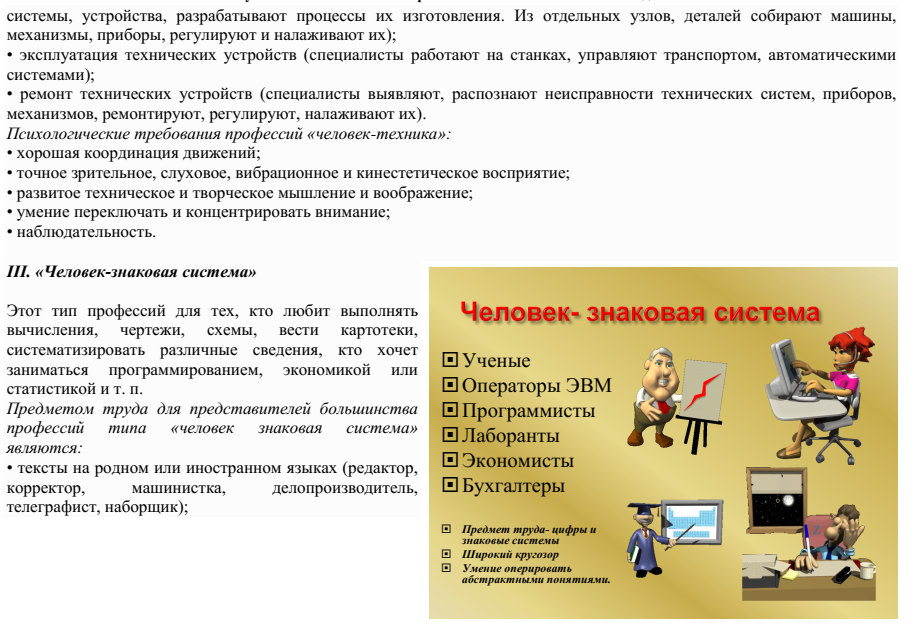 системы, устройства, разрабатывают процессы их изготовления. Из отдельных узлов, деталей собирают машины,
механизмы, приборы, регулируют и налаживают их);
• эксплуатация технических устройств (специалисты работают на станках, управляют транспортом, автоматическими
системами);
• ремонт технических устройств (специалисты выявляют, распознают неисправности технических систем, приборов,
механизмов, ремонтируют, регулируют, налаживают их).
Психологические требования профессий «человек-техника»:
• хорошая координация движений;
• точное зрительное, слуховое, вибрационное и кинестетическое восприятие;
• развитое техническое и творческое мышление и воображение;
• умение переключать и концентрировать внимание;
• наблюдательность.
III. «Человек-знаковая система»
Этот тип профессий для тех, кто любит выполнять
вычисления, чертежи, схемы, вести картотеки,
систематизировать различные сведения, кто хочет
заниматься программированием, экономикой или
статистикой и т. п.
Предметом труда для представителей большинства
профессий типа «человек знаковая система»
являются:
• тексты на родном или иностранном языках (редактор,
корректор, машинистка, делопроизводитель,
телеграфист, наборщик);
Человек- знаковая система
Ученые
Операторы ЭВМ
Программисты
Лаборанты
Экономисты
Бухгалтеры
Предмет труда- цифры и
знаковые системы
Широкий кругозор
Умение оперировать
абстрактными понятиями.